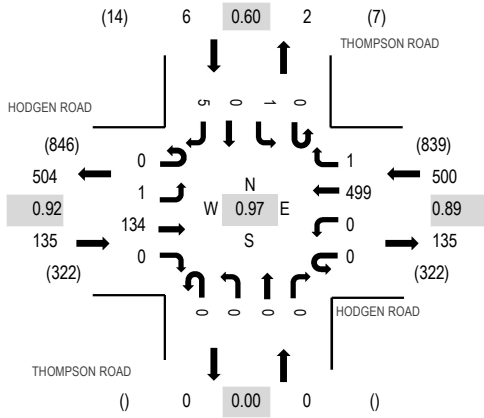 (14) 6 0.60 2 (7)
THOMPSON ROAD
HODGEN ROAD
5 0 1 0
(846) (839)
504 0 1 500
0.92 1 N 499 0.89
W 0.97 E
135 134 S 0 135
(322) 0 0 (322)
0 0 0 0
HODGEN ROAD
THOMPSON ROAD
() 0 0.00 0 ()